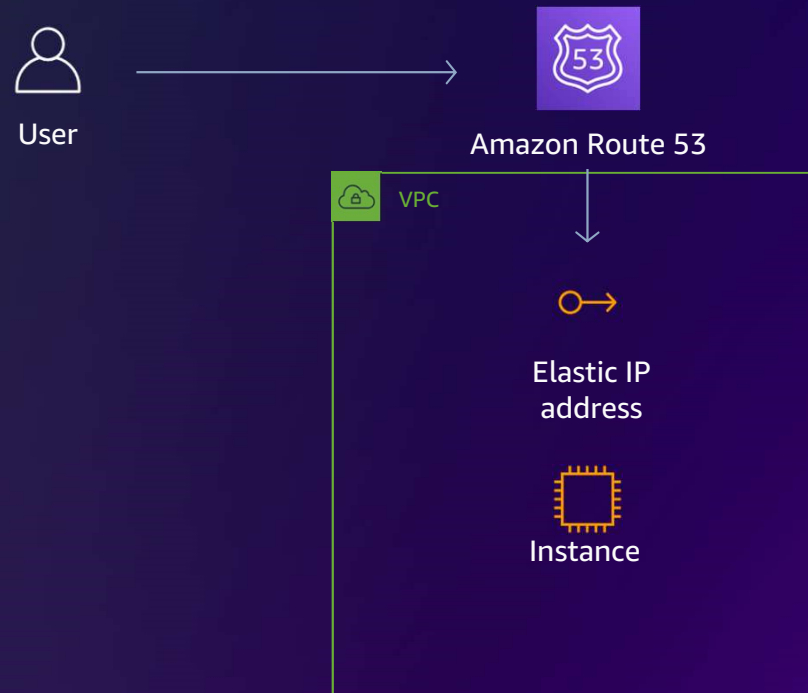 53
User
Amazon Route 53
VPC
Elastic IP
address
Instance